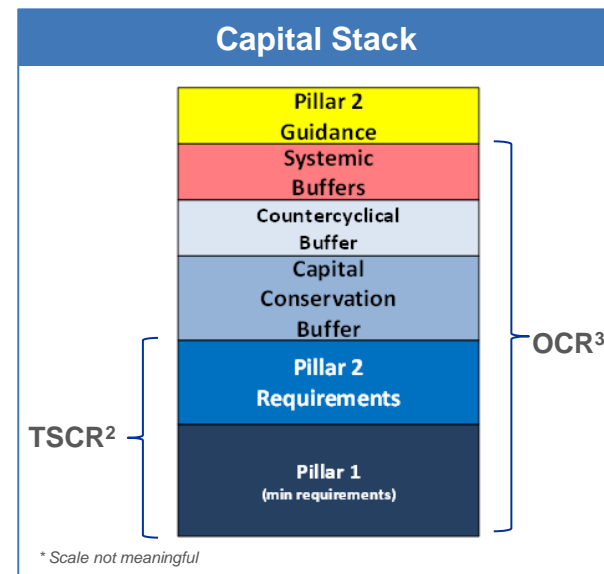 Capital Stack
Pillar 2
Guidance
Systemic
Buffers
Countercyclical
Buffer
Capital
Conservation
Buffer
Pillar 2
Requirements
Pillar 1
(min requirements)
TSCR²
OCR³
* Scale not meaningful